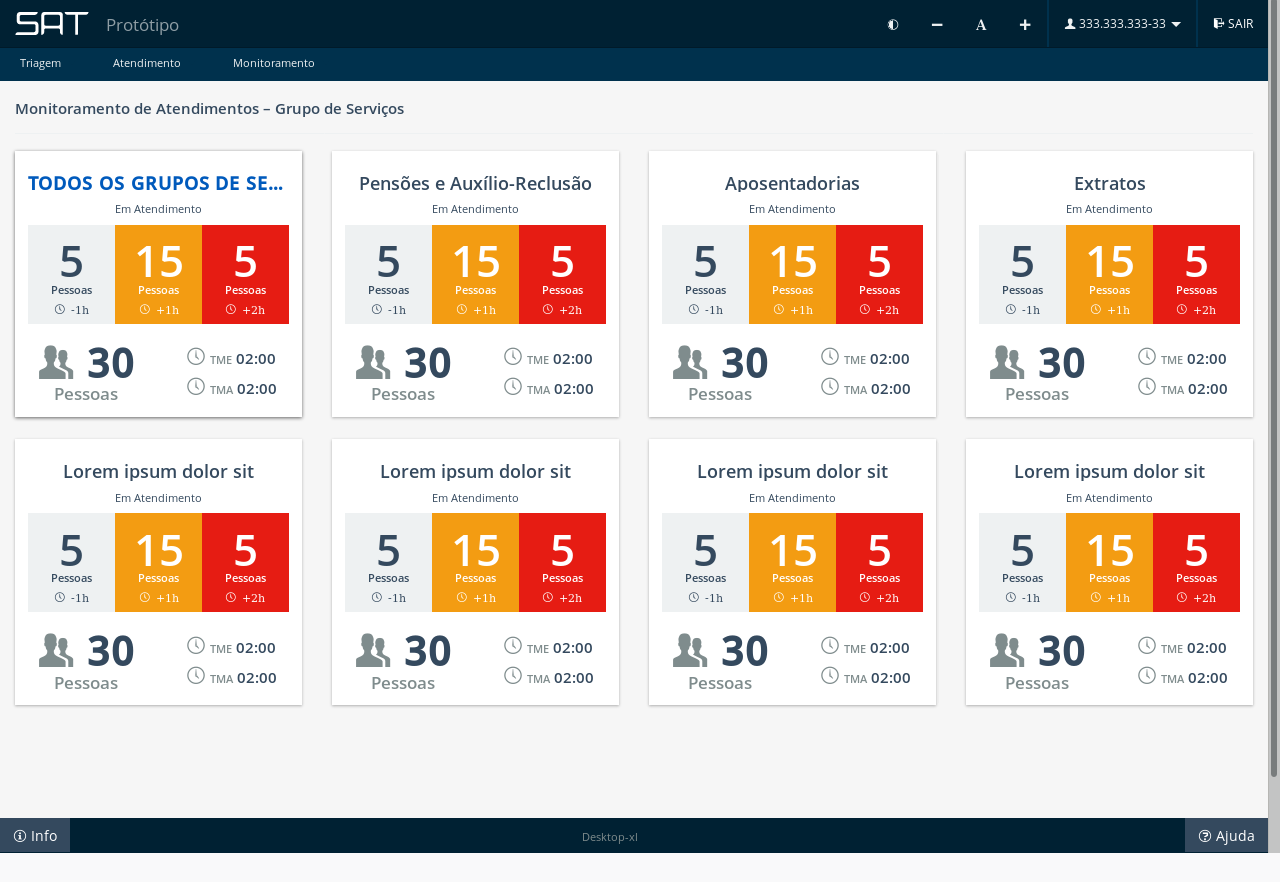 SAT Protótipo A 333.333.333-33 SAIR
Triagem Atendimento Monitoramento
Monitoramento de Atendimentos – Grupo de Serviços
TODOS OS GRUPOS DE SE...
Em Atendimento
5 15 5
Pessoas Pessoas Pessoas
-1h +1h +2h
30 TME 02:00
Pessoas TMA 02:00
Pensões e Auxílio-Reclusão
Em Atendimento
5 15 5
Pessoas Pessoas Pessoas
-1h +1h +2h
30 TME 02:00
Pessoas TMA 02:00
Aposentadorias
Em Atendimento
5 15 5
Pessoas Pessoas Pessoas
-1h +1h +2h
30 TME 02:00
Pessoas TMA 02:00
Extratos
Em Atendimento
5 15 5
Pessoas Pessoas Pessoas
-1h +1h +2h
30 TME 02:00
Pessoas TMA 02:00
Lorem ipsum dolor sit
Em Atendimento
5 15 5
Pessoas Pessoas Pessoas
-1h +1h +2h
30 TME 02:00
Pessoas TMA 02:00
Lorem ipsum dolor sit
Em Atendimento
5 15 5
Pessoas Pessoas Pessoas
-1h +1h +2h
30 TME 02:00
Pessoas TMA 02:00
Lorem ipsum dolor sit
Em Atendimento
5 15 5
Pessoas Pessoas Pessoas
-1h +1h +2h
30 TME 02:00
Pessoas TMA 02:00
Lorem ipsum dolor sit
Em Atendimento
5 15 5
Pessoas Pessoas Pessoas
-1h +1h +2h
30 TME 02:00
Pessoas TMA 02:00
Info Desktop-xl Ajuda